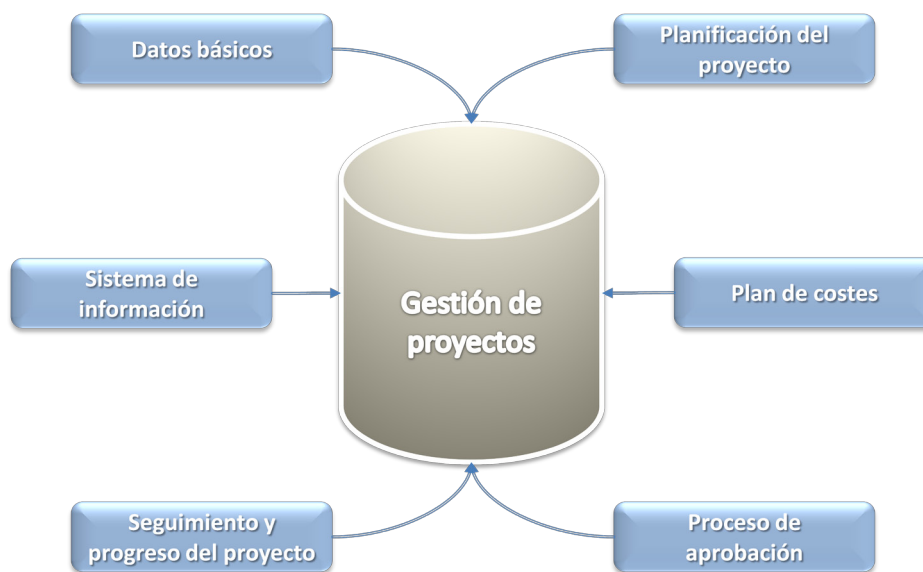 Datos básicos
Planificación del
proyecto
Sistema de
información
Gestión de
proyectos
Plan de costes
Seguimiento y
progreso del proyecto
Proceso de
aprobación